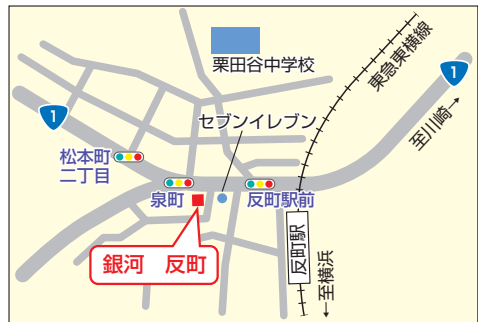 栗田谷中学校
東急東横線
1
1
至川崎→
セブンイレブン
松本町
二丁目
泉町
反町駅前
銀河 反町
反町駅
←至横浜